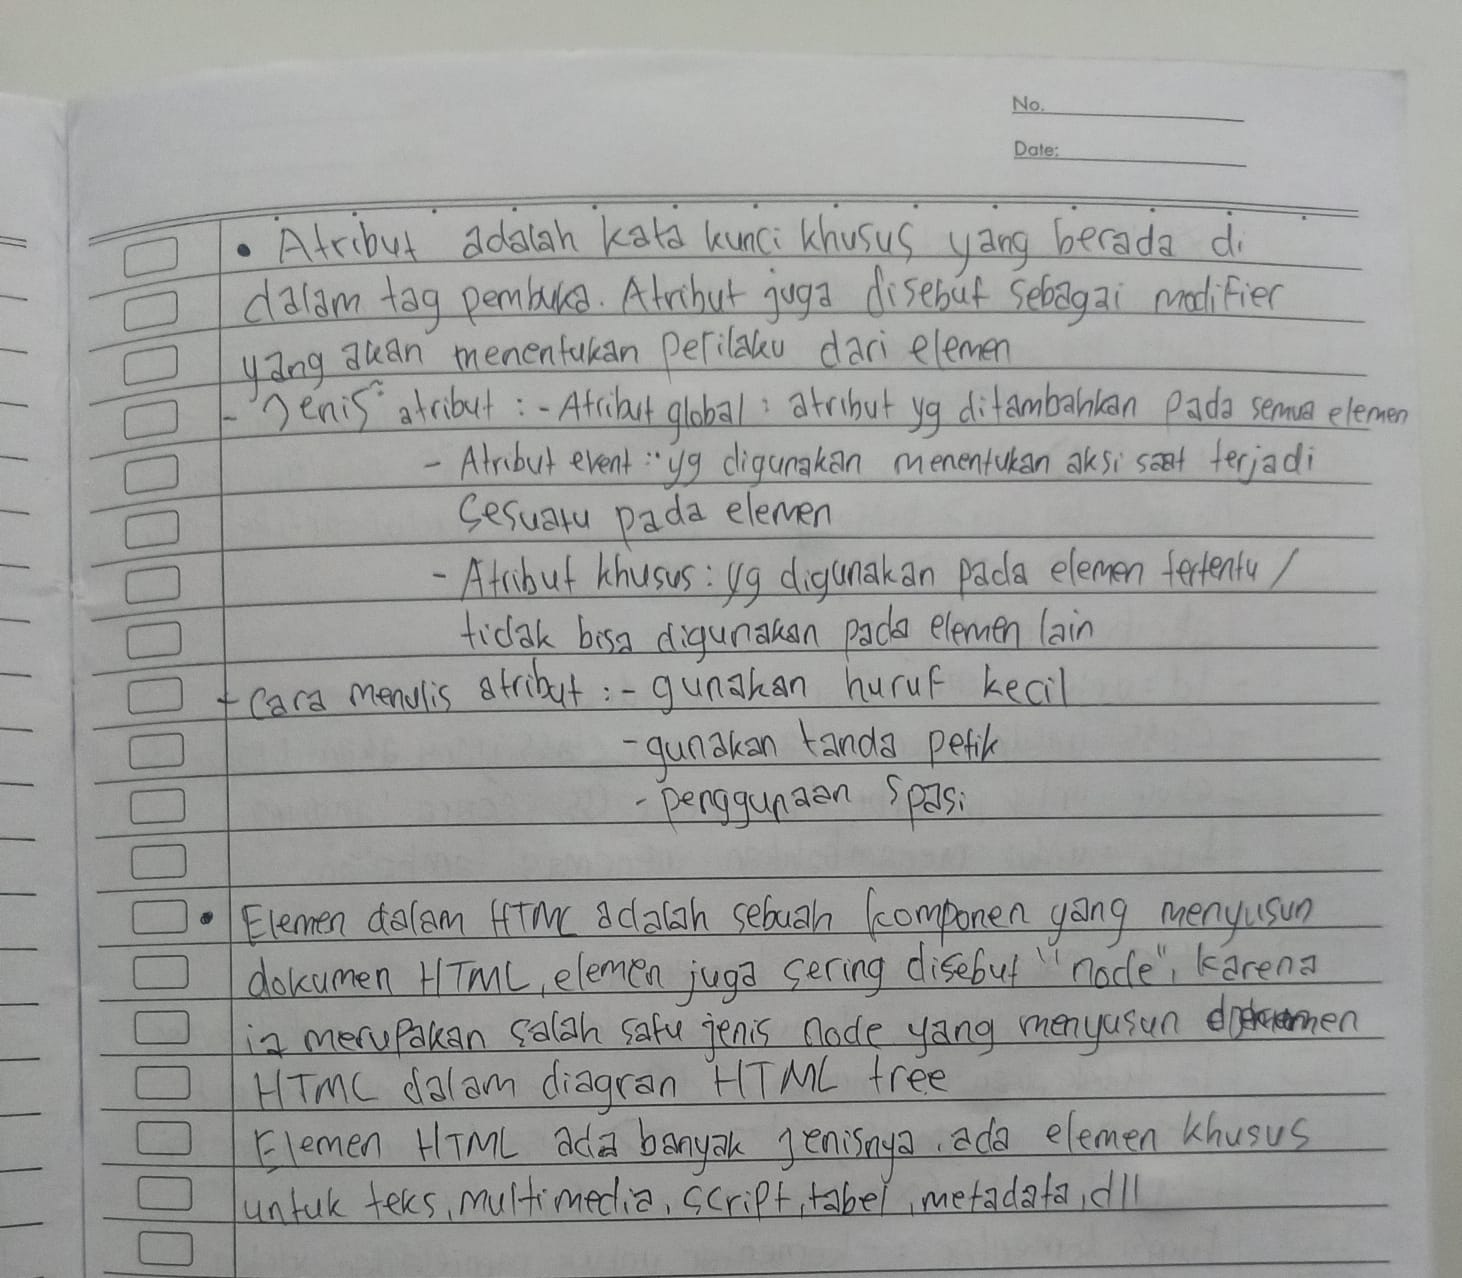 No.
Date:
• Atribut adalah kata kunci khusus yang berada di
dalam tag pembuka. Atribut juga disebut sebagai modifier
yang akan menentukan perilaku dari elemen
- Jenis² atribut : - Atribut global : atribut yg ditambahkan pada semua elemen
- Atribut event : " yg digunakan menentukan aksi saat terjadi
sesuatu pada elemen
- Atribut khusus : yg digunakan pada elemen tertentu /
tidak bisa digunakan pada elemen lain
+ Cara menulis atribut : - gunakan huruf kecil
- gunakan tanda petik
- penggunaan spasi
• Elemen dalam HTML adalah sebuah komponen yang menyusun
dokumen HTML, elemen juga sering disebut "node", karena
ia merupakan salah satu jenis node yang menyusun dokumen
HTML dalam diagran HTML tree
Elemen HTML ada banyak jenisnya, ada elemen khusus
untuk teks, multimedia, script, tabel, metadata, dll